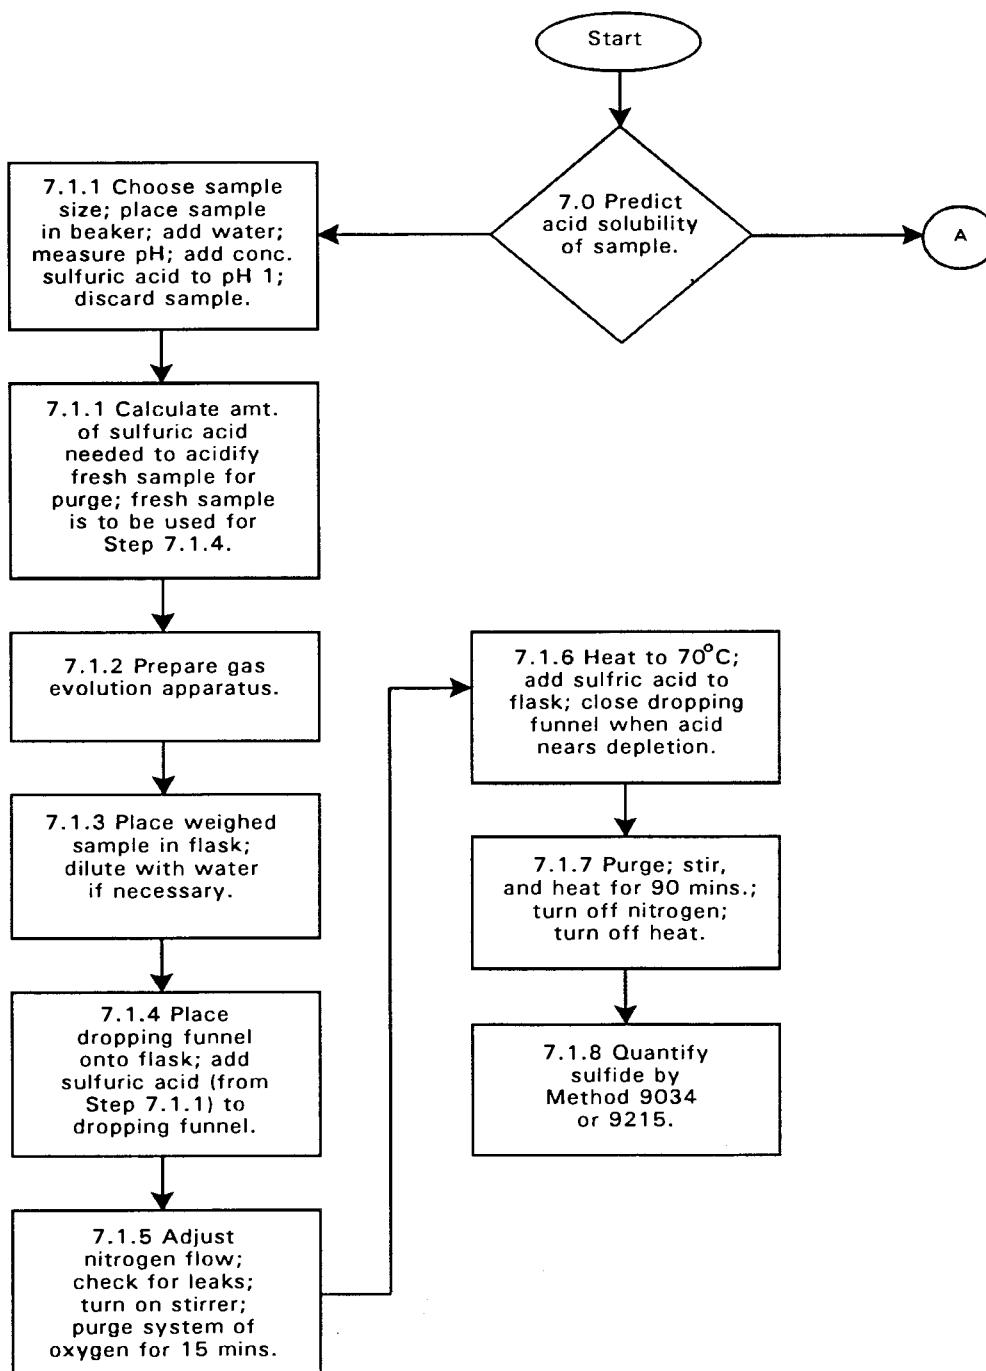 Start
7.0 Predict
acid solubility
of sample.
A
7.1.1 Choose sample
size; place sample
in beaker; add water;
measure pH; add conc.
sulfuric acid to pH 1;
discard sample.
7.1.1 Calculate amt.
of sulfuric acid
needed to acidify
fresh sample for
purge; fresh sample
is to be used for
Step 7.1.4.
7.1.2 Prepare gas
evolution apparatus.
7.1.3 Place weighed
sample in flask;
dilute with water
if necessary.
7.1.4 Place
dropping funnel
onto flask; add
sulfuric acid (from
Step 7.1.1) to
dropping funnel.
7.1.5 Adjust
nitrogen flow;
check for leaks;
turn on stirrer;
purge system of
oxygen for 15 mins.
7.1.6 Heat to 70°C;
add sulfric acid to
flask; close dropping
funnel when acid
nears depletion.
7.1.7 Purge; stir,
and heat for 90 mins.;
turn off nitrogen;
turn off heat.
7.1.8 Quantify
sulfide by
Method 9034
or 9215.